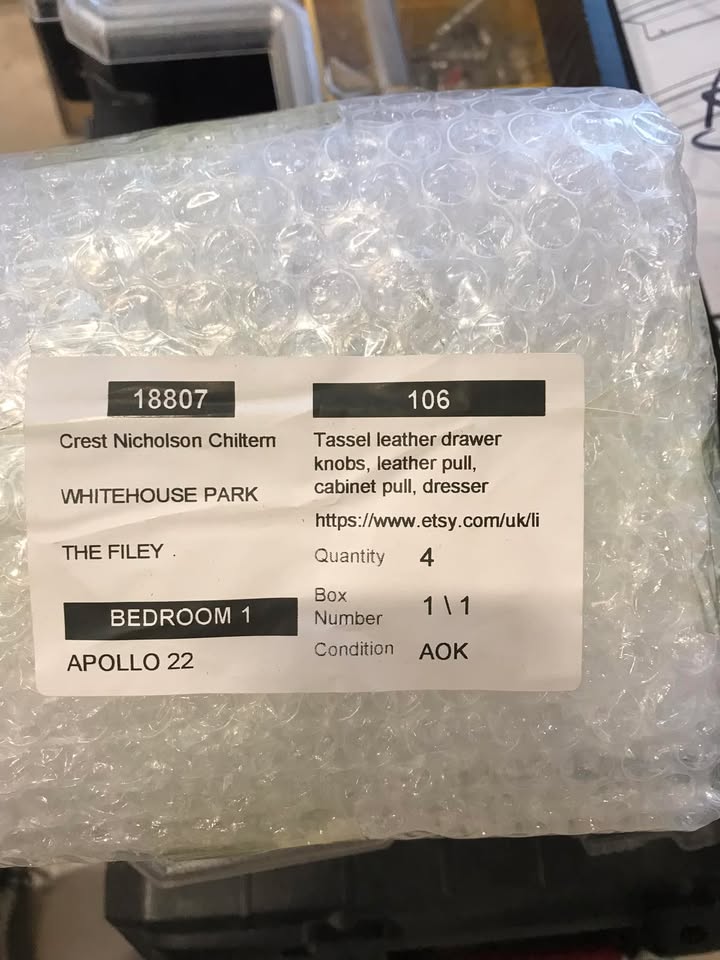 18807
Crest Nicholson Chiltern
WHITEHOUSE PARK
THE FILEY .
BEDROOM 1
APOLLO 22
106
Tassel leather drawer
knobs, leather pull,
cabinet pull, dresser
https://www.etsy.com/uk/li
Quantity 4
Box
Number 1 \ 1
Condition AOK